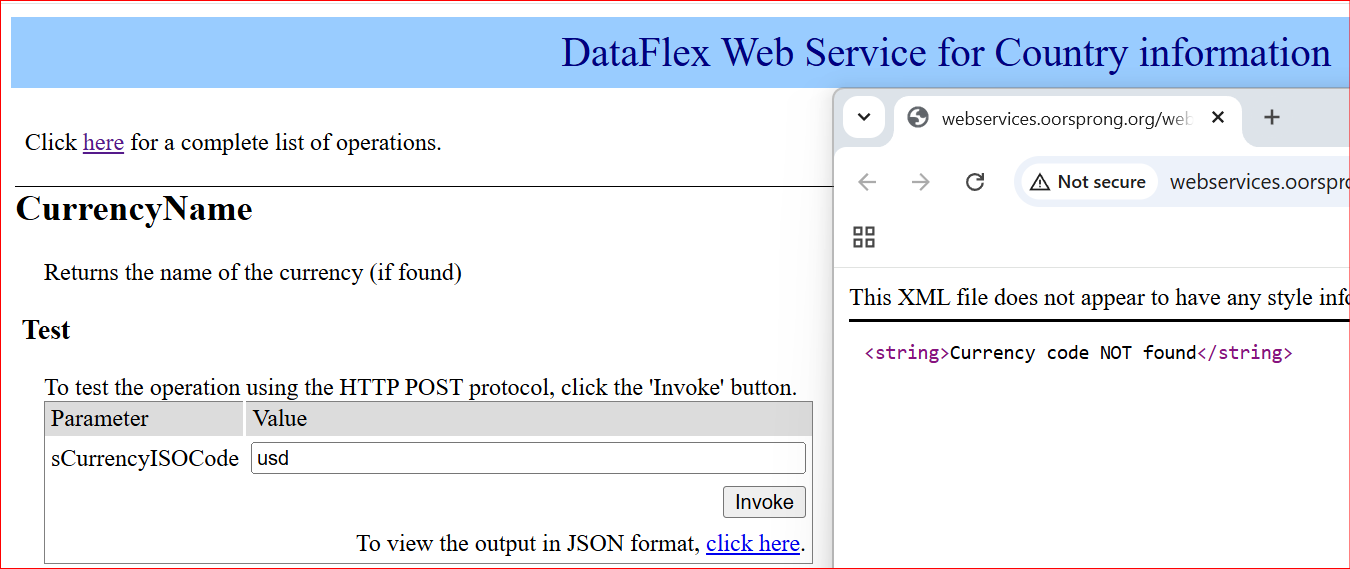 DataFlex Web Service for Country information
Click here for a complete list of operations.
CurrencyName
Returns the name of the currency (if found)
Test
To test the operation using the HTTP POST protocol, click the 'Invoke' button.
Parameter Value
sCurrencyISOCode usd
Invoke
To view the output in JSON format, click here.
webservices.oorsprong.org/web
Not secure webservices.oorspr
This XML file does not appear to have any style info
<string>Currency code NOT found</string>